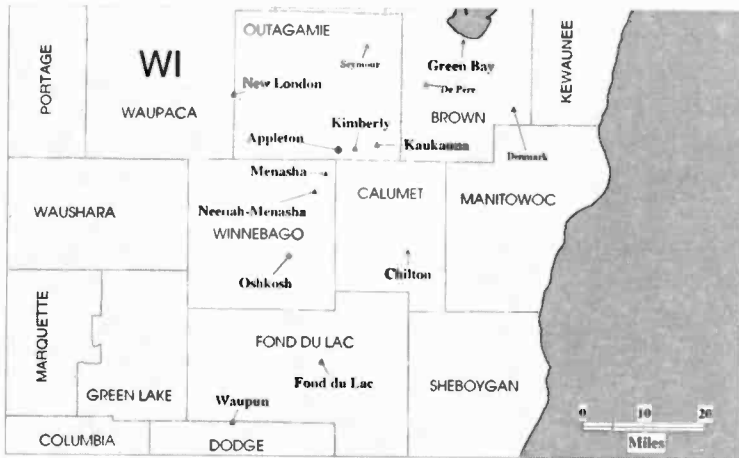 OUTAGAMIE
WI
Seymour
Green Bay
PORTAGE
KEWAUNEE
New London
De Pere
WAUPACA
Kimberly
BROWN
Appleton
Kaukauna
Denmark
Menasha
CALUMET
MANITOWOC
Neenah-Menasha
WAUSHARA
WINNEBAGO
Oshkosh
Chilton
MARQUETTE
FOND DU LAC
Fond du Lac
SHEBOYGAN
GREEN LAKE
Waupun
0 10 20
Miles
COLUMBIA
DODGE